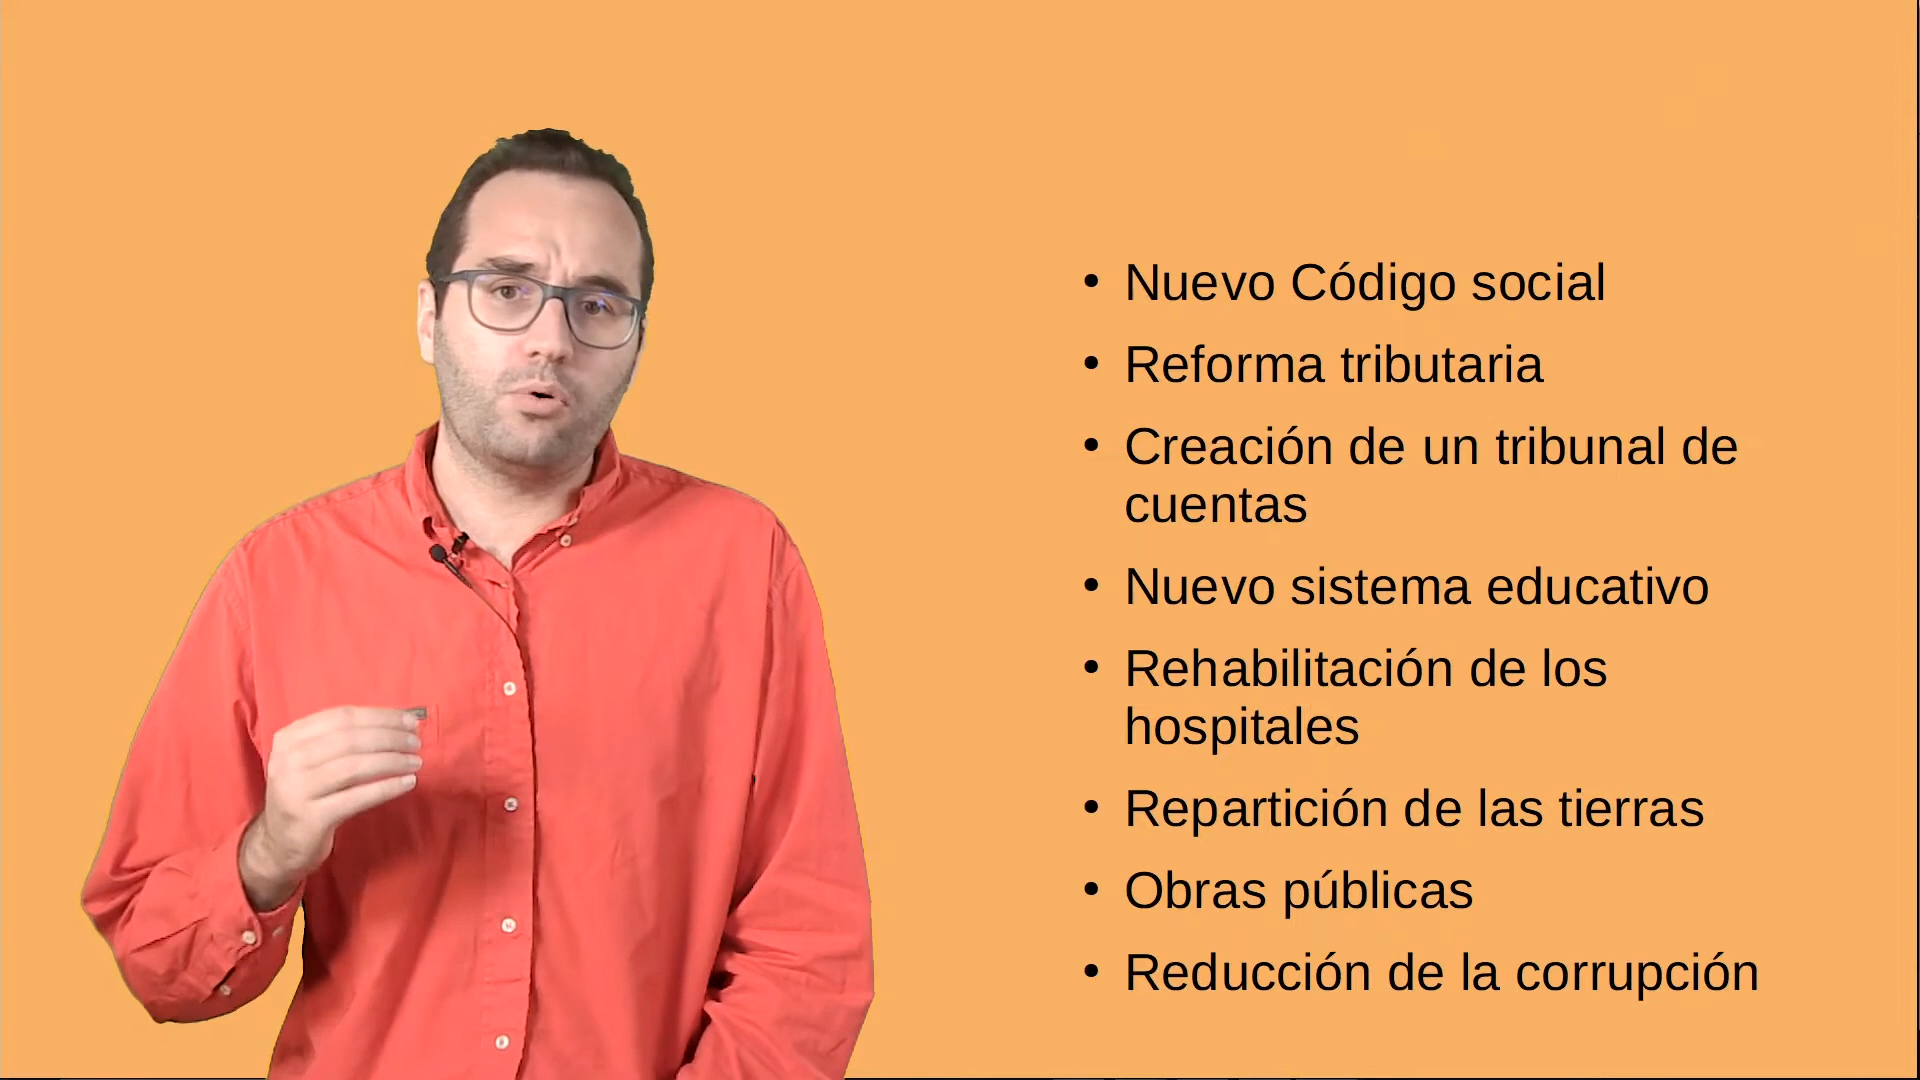 • Nuevo Código social
• Reforma tributaria
• Creación de un tribunal de
cuentas
• Nuevo sistema educativo
• Rehabilitación de los
hospitales
• Repartición de las tierras
• Obras públicas
• Reducción de la corrupción